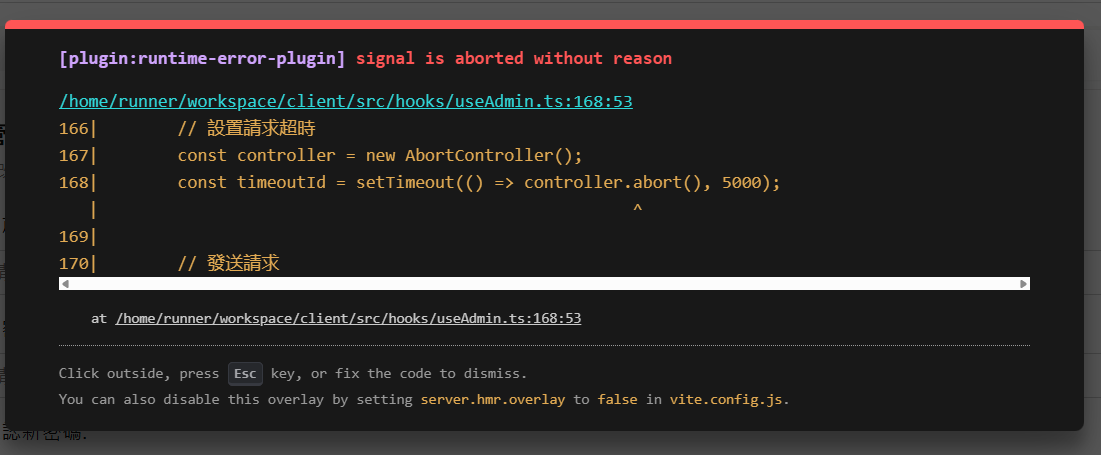 [plugin:runtime-error-plugin] signal is aborted without reason
/home/runner/workspace/client/src/hooks/useAdmin.ts:168:53
166|        // 設置請求超時
167|        const controller = new AbortController();
168|        const timeoutId = setTimeout(() => controller.abort(), 5000);
   |                                                     ^
169|
170|        // 發送請求
at /home/runner/workspace/client/src/hooks/useAdmin.ts:168:53
Click outside, press Esc key, or fix the code to dismiss.
You can also disable this overlay by setting server.hmr.overlay to false in vite.config.js.